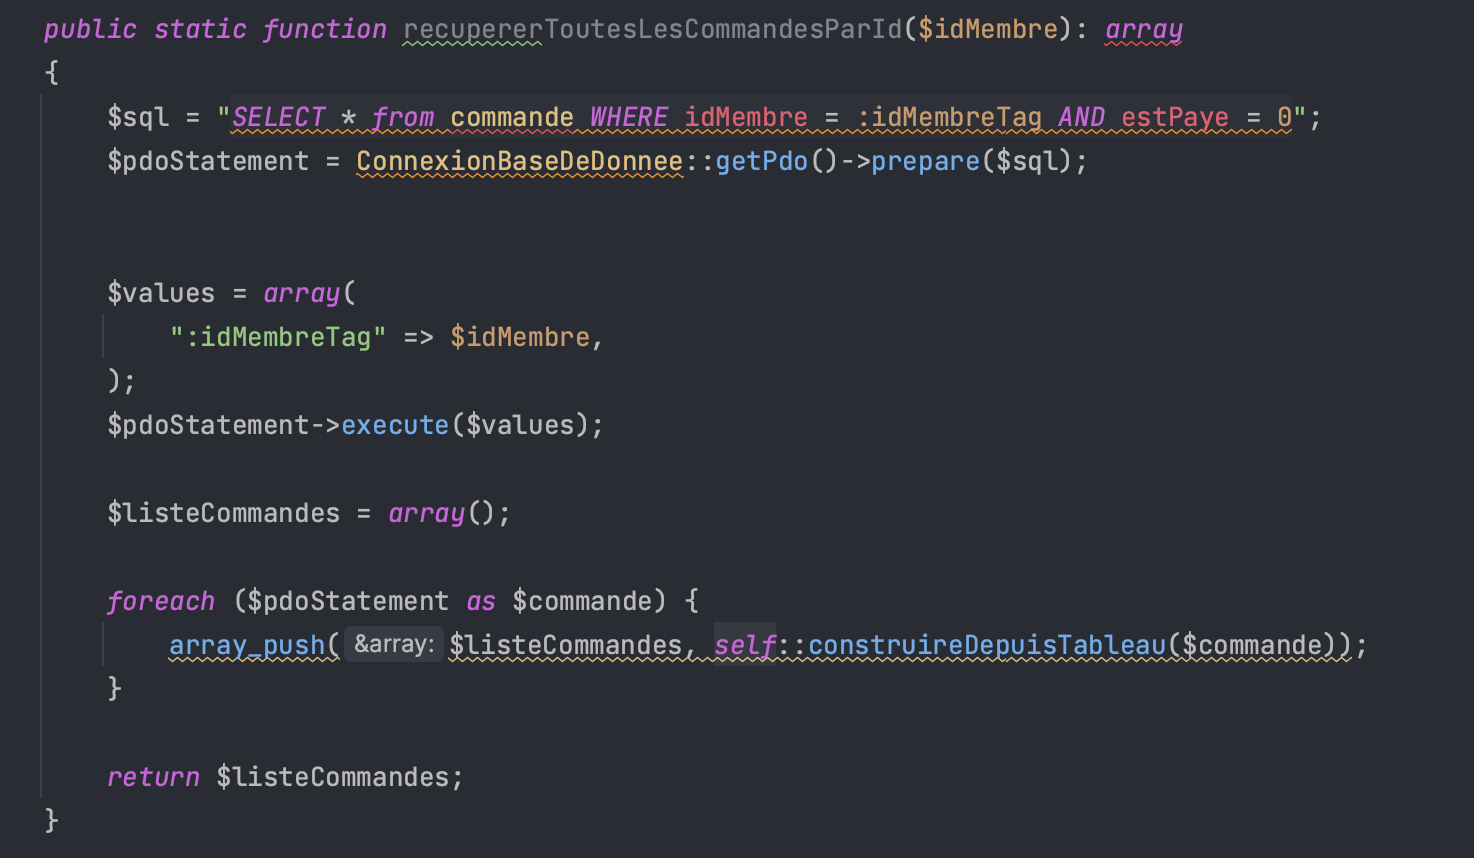 public static function recupererToutesLesCommandesParId($idMembre): array
{
$sql = "SELECT * from commande WHERE idMembre = :idMembreTag AND estPaye = 0";
$pdoStatement = ConnexionBaseDeDonnee::getPdo()->prepare($sql);
$values = array(
":idMembreTag" => $idMembre,
);
$pdoStatement->execute($values);
$listeCommandes = array();
foreach ($pdoStatement as $commande) {
array_push( &array: $listeCommandes, self::construireDepuisTableau($commande));
}
return $listeCommandes;
}